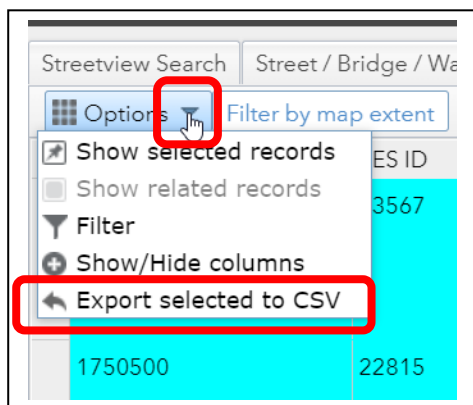 Streetview Search Street / Bridge / Wa
Options Filter by map extent
Show selected records ES ID
Show related records 3567
Filter
Show/Hide columns
Export selected to CSV
1750500 22815